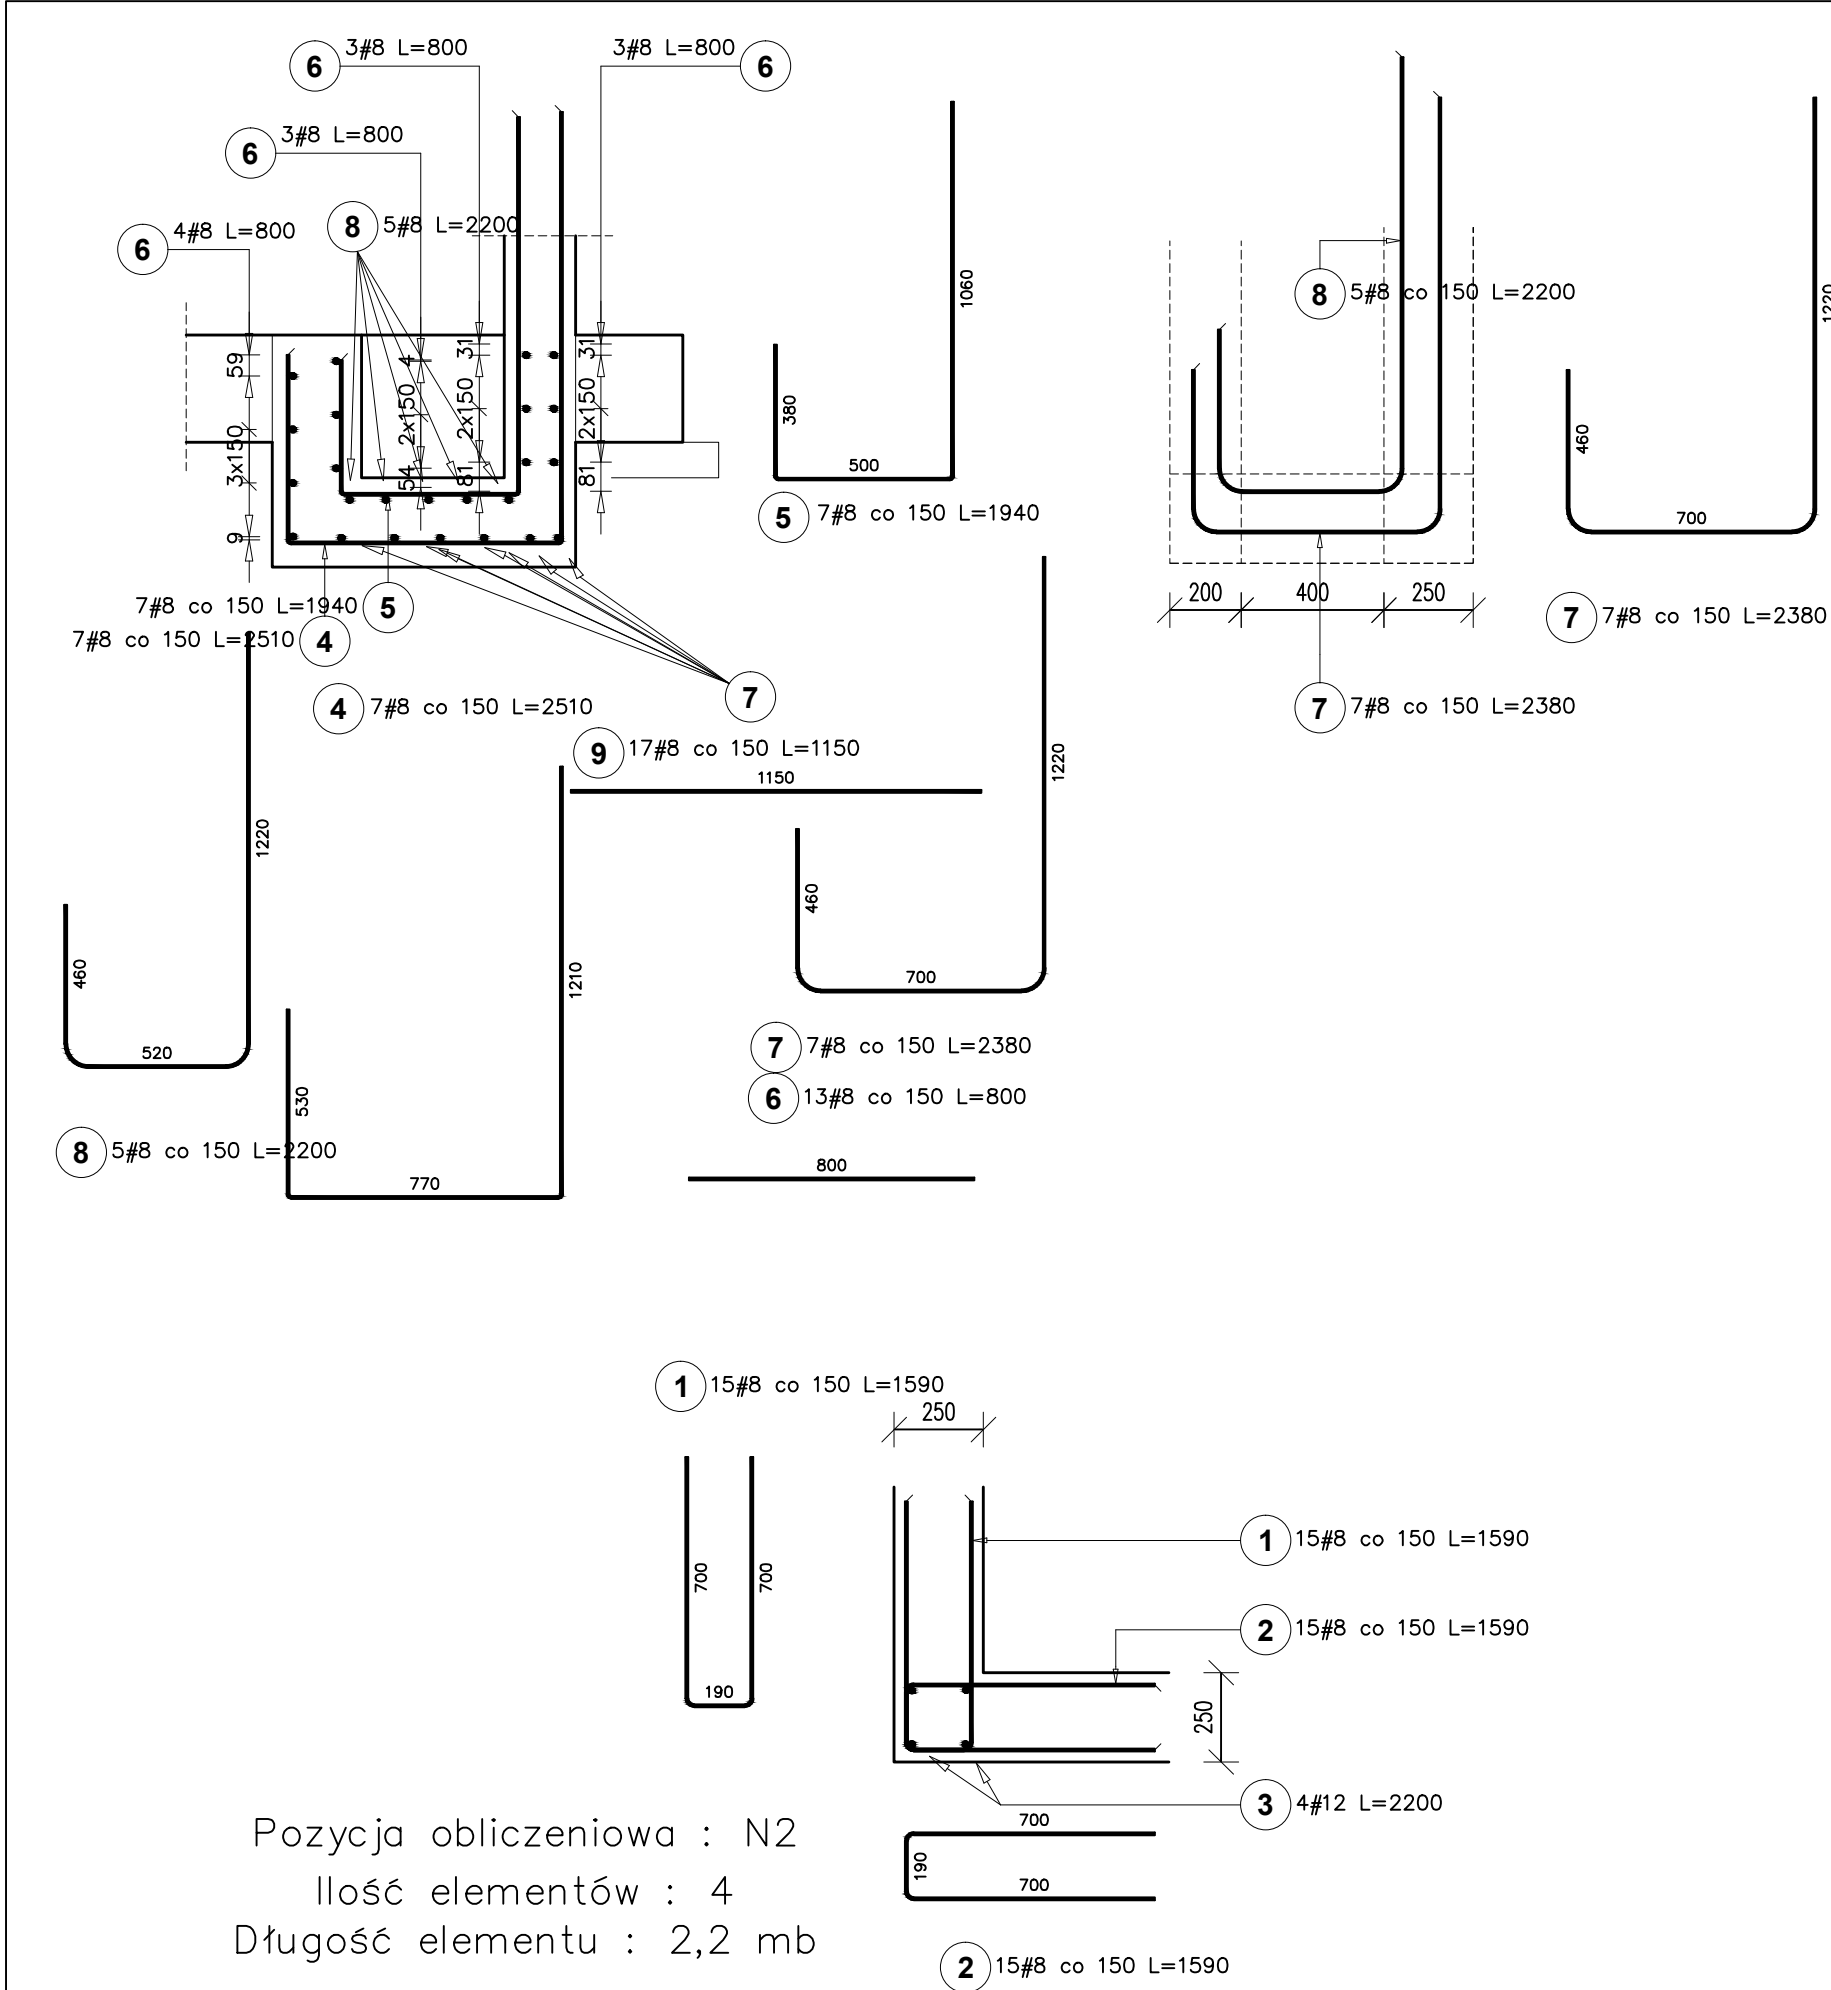 3#8 L=800
3#8 L=800
6
6
3#8 L=800
6
4#8 L=800
6
8 5#8 L=2200
59
3x150
9
4
2x150
54
31
2x150
81
31
2x150
81
1060
380
500
5 7#8 co 150 L=1940
7#8 co 150 L=1940 5
7#8 co 150 L=2510 4
7
4 7#8 co 150 L=2510
8 5#8 co 150 L=2200
200 400 250
7 7#8 co 150 L=2380
1220
460
700
7 7#8 co 150 L=2380
9 17#8 co 150 L=1150
1150
1220
460
520
8 5#8 co 150 L=2200
1210
530
770
1220
460
700
7 7#8 co 150 L=2380
6 13#8 co 150 L=800
800
1 15#8 co 150 L=1590
700
700
190
250
1 15#8 co 150 L=1590
2 15#8 co 150 L=1590
250
3 4#12 L=2200
700
190
700
2 15#8 co 150 L=1590
Pozycja obliczeniowa : N2
Ilość elementów : 4
Długość elementu : 2,2 mb